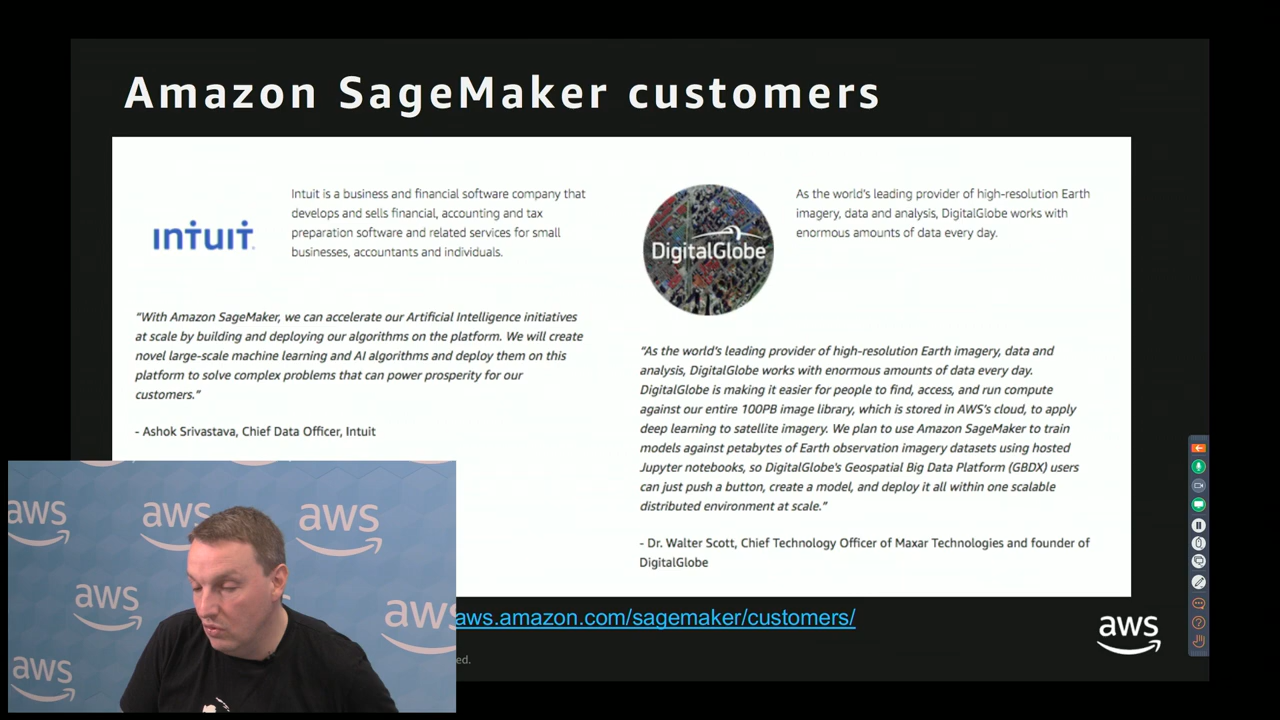 Amazon SageMaker customers
intuit
Intuit is a business and financial software company that
develops and sells financial, accounting and tax
preparation software and related services for small
businesses, accountants and individuals.
“With Amazon SageMaker, we can accelerate our Artificial Intelligence initiatives
at scale by building and deploying our algorithms on the platform. We will create
novel large-scale machine learning and AI algorithms and deploy them on this
platform to solve complex problems that can power prosperity for our
customers.”
- Ashok Srivastava, Chief Data Officer, Intuit
DigitalGlobe
As the world’s leading provider of high-resolution Earth
imagery, data and analysis, DigitalGlobe works with
enormous amounts of data every day.
“As the world’s leading provider of high-resolution Earth imagery, data and
analysis, DigitalGlobe works with enormous amounts of data every day.
DigitalGlobe is making it easier for people to find, access, and run compute
against our entire 100PB image library, which is stored in AWS’s cloud, to apply
deep learning to satellite imagery. We plan to use Amazon SageMaker to train
models against petabytes of Earth observation imagery datasets using hosted
Jupyter notebooks, so DigitalGlobe’s Geospatial Big Data Platform (GBDX) users
can just push a button, create a model, and deploy it all within one scalable
distributed environment at scale.”
- Dr. Walter Scott, Chief Technology Officer of Maxar Technologies and founder of
DigitalGlobe
aws.amazon.com/sagemaker/customers/
ed.
aws
aws
aws
aws
aws
aws
aws